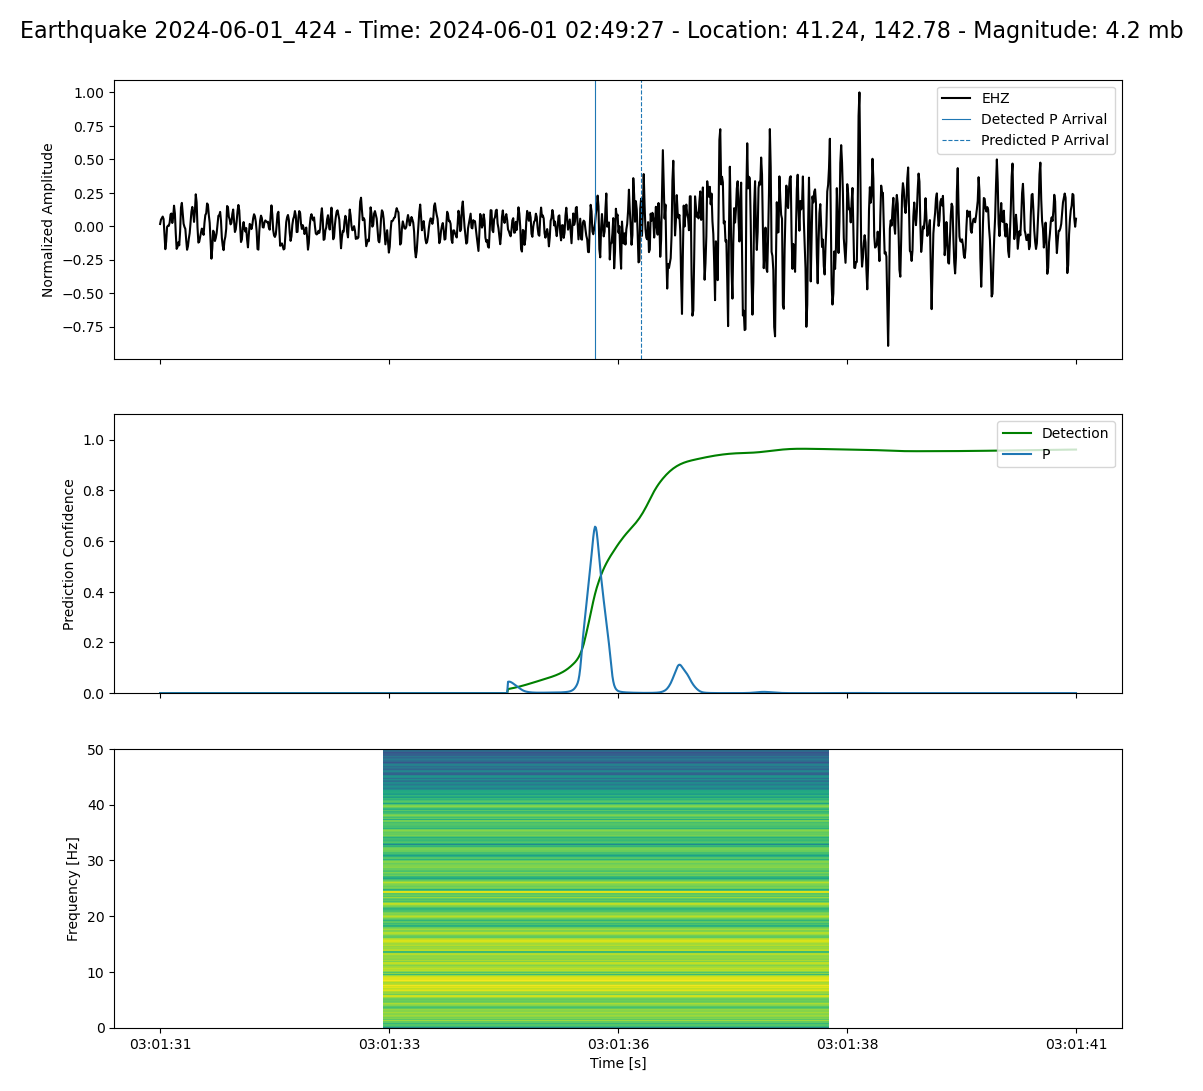 Earthquake 2024-06-01_424 - Time: 2024-06-01 02:49:27 - Location: 41.24, 142.78 - Magnitude: 4.2 mb
Normalized Amplitude
1.00
0.75
0.50
0.25
0.00
−0.25
−0.50
−0.75
EHZ
Detected P Arrival
Predicted P Arrival
Prediction Confidence
1.0
0.8
0.6
0.4
0.2
0.0
Detection
P
Frequency [Hz]
50
40
30
20
10
0
03:01:31 03:01:33 03:01:36 03:01:38 03:01:41
Time [s]